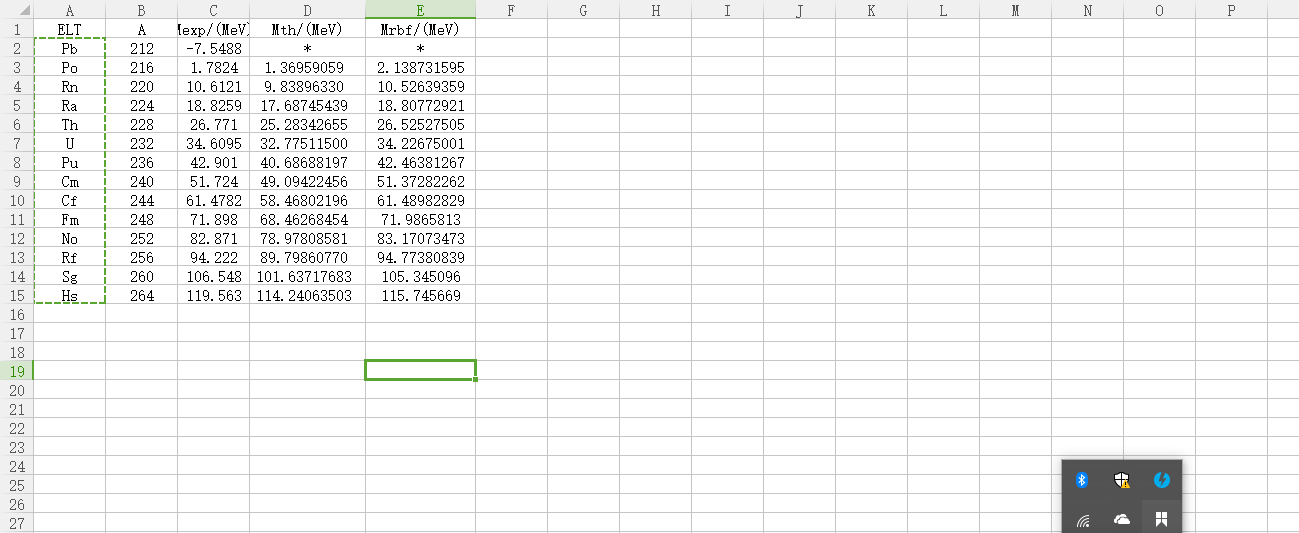 A B C D E F G H I J K L M N O P
1 ELT A Mexp/(MeV) Mth/(MeV) Mrbf/(MeV)
2 Pb 212 -7.5488 * *
3 Po 216 1.7824 1.36959059 2.138731595
4 Rn 220 10.6121 9.83896330 10.52639359
5 Ra 224 18.8259 17.68745439 18.80772921
6 Th 228 26.771 25.28342655 26.52527505
7 U 232 34.6095 32.77511500 34.22675001
8 Pu 236 42.901 40.68688197 42.46381267
9 Cm 240 51.724 49.09422456 51.37282262
10 Cf 244 61.4782 58.46802196 61.48982829
11 Fm 248 71.898 68.46268454 71.9865813
12 No 252 82.871 78.97808581 83.17073473
13 Rf 256 94.222 89.79860770 94.77380839
14 Sg 260 106.548 101.63717683 105.345096
15 Hs 264 119.563 114.24063503 115.745669
16
17
18
19
20
21
22
23
24
25
26
27